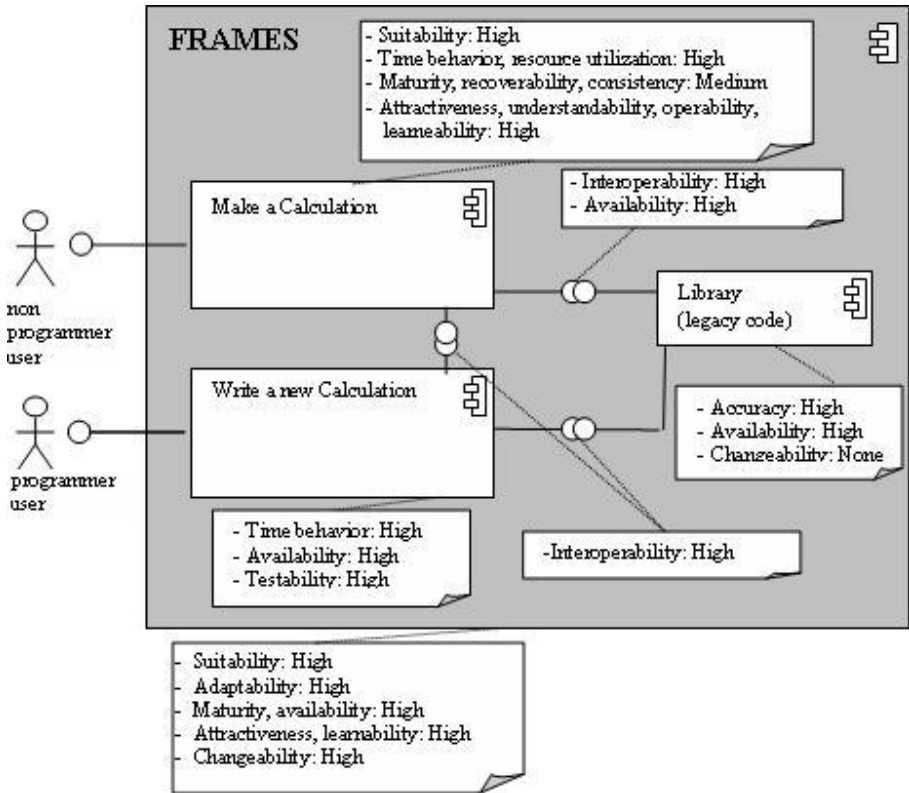 FRAMES
- Suitability: High
- Time behavior, resource utilization: High
- Maturity, recoverability, consistency: Medium
- Attractiveness, understandability, operability,
learneability: High
Make a Calculation
- Interoperability: High
- Availability: High
non
programmer
user
Library
(legacy code)
Write a new Calculation
- Accuracy: High
- Availability: High
- Changeability: None
programmer
user
- Time behavior: High
- Availability: High
- Testability: High
-Interoperability: High
- Suitability: High
- Adaptability: High
- Maturity, availability: High
- Attractiveness, learnability: High
- Changeability: High